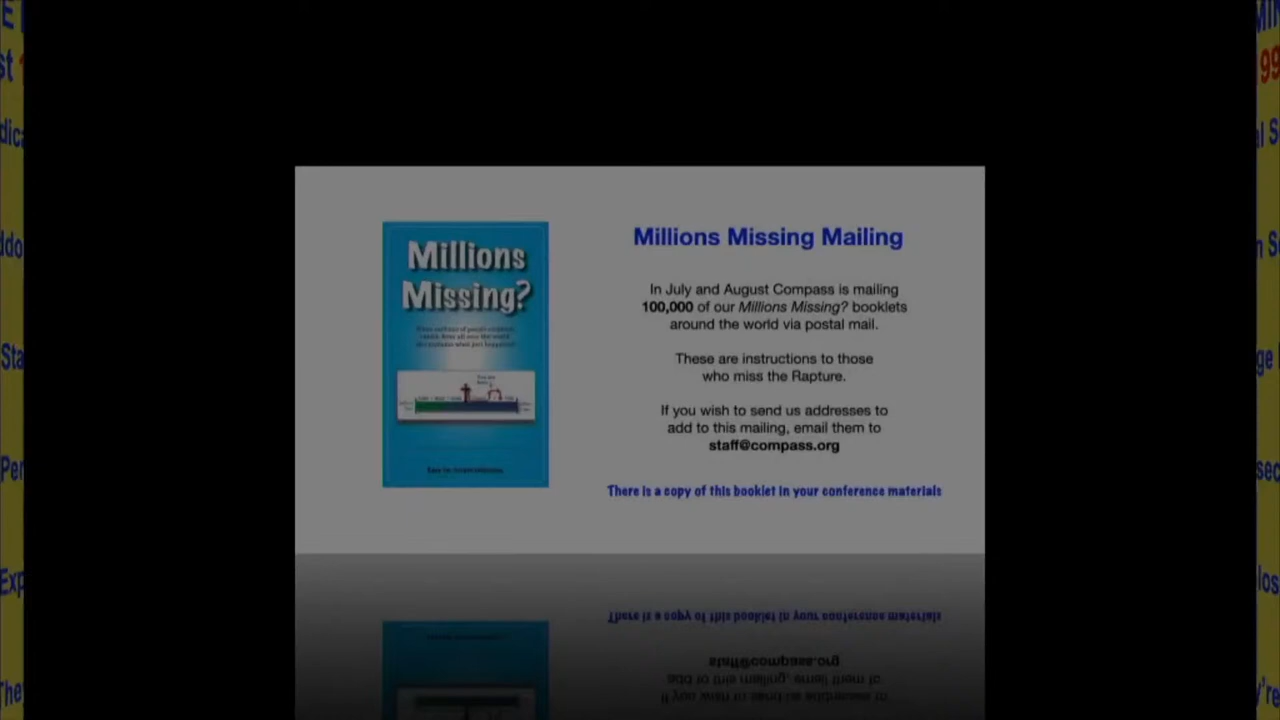 Millions
Missing?
Millions Missing Mailing
In July and August Compass is mailing
100,000 of our Millions Missing? booklets
around the world via postal mail.
These are instructions to those
who miss the Rapture.
If you wish to send us addresses to
add to this mailing, email them to
staff@compass.org
There is a copy of this booklet in your conference materials